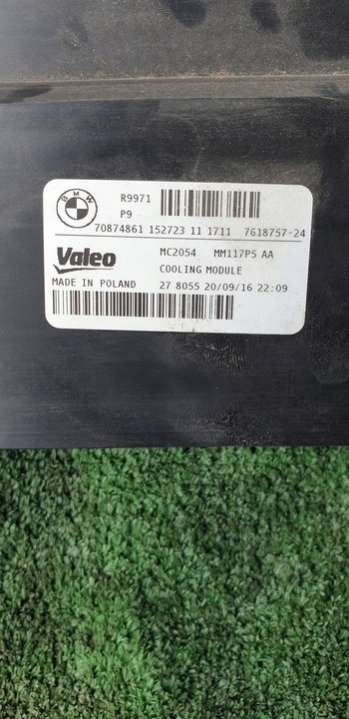 BMW
R9971
P9
70874861 152723 11 1711 7618757-24
Valeo MC2054 MM117P5 AA
COOLING MODULE
MADE IN POLAND 27 8055 20/09/16 22:09